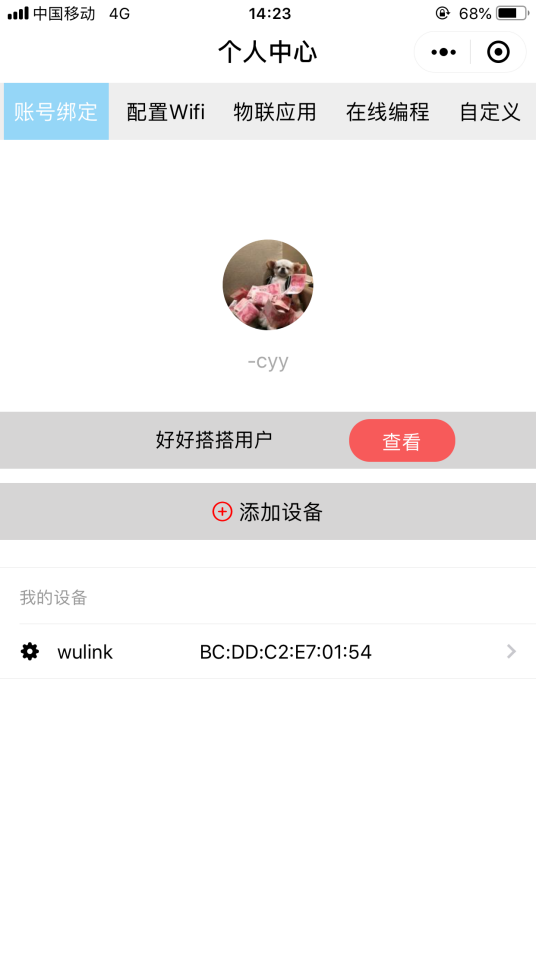 中国移动 4G 14:23 68%
个人中心
账号绑定 配置Wifi 物联应用 在线编程 自定义
-cyy
好好搭搭用户 查看
添加设备
我的设备
wulink BC:DD:C2:E7:01:54